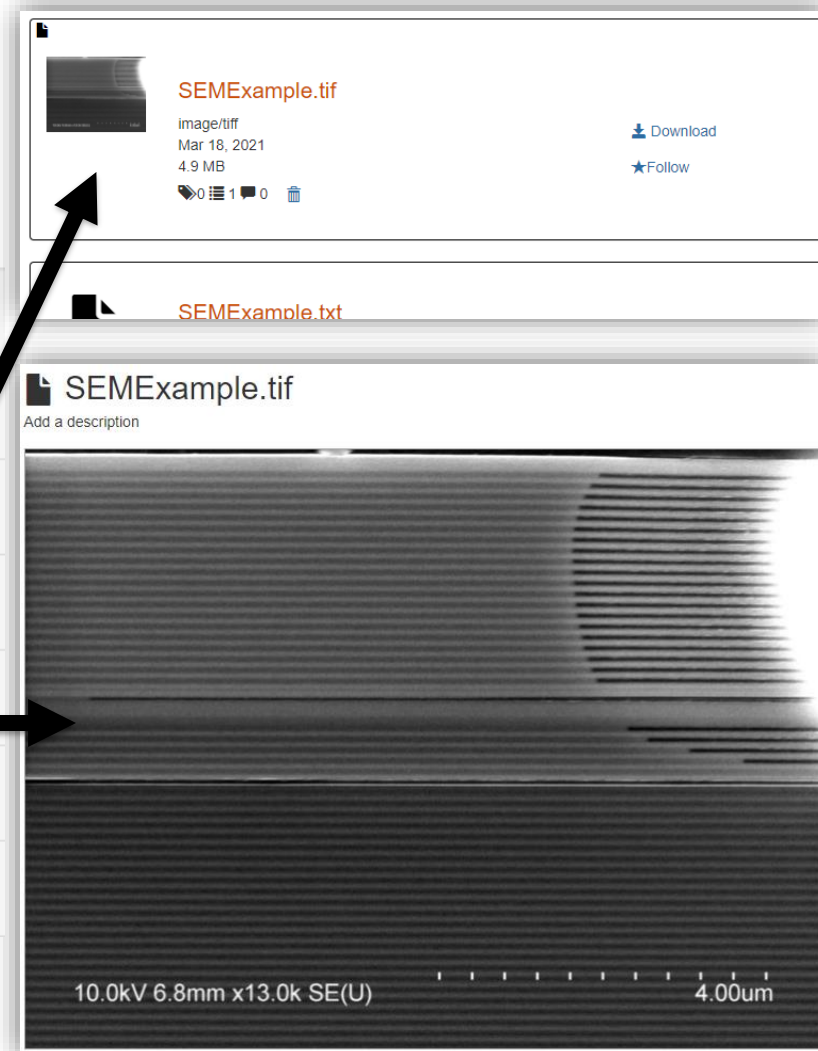 SEMExample.tif
image/tiff
Mar 18, 2021
4.9 MB
0 1 0
Download
Follow
SEMExample.txt
SEMExample.tif
Add a description
10.0kV 6.8mm x13.0k SE(U)
4.00um